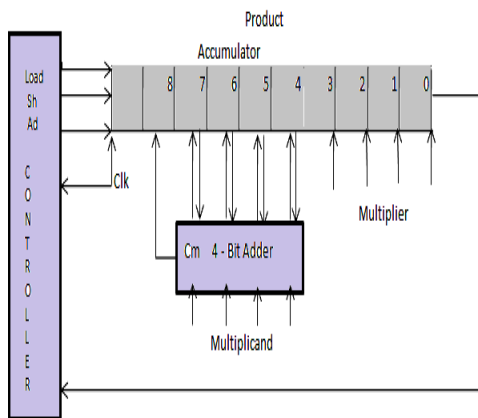 Product
Accumulator
Load
Sh
Ad
8 7 6 5 4 3 2 1 0
Clk
C
O
N
T
R
O
L
L
E
R
Multiplier
Cm 4 - Bit Adder
Multiplicand